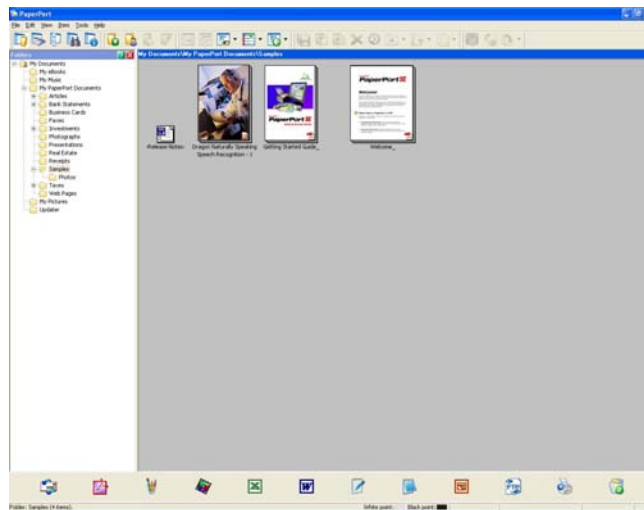 PaperPort
File Edit View Item Tools Help
Folders
My Documents\My PaperPort Documents\Samples
My Documents
My eBooks
My Music
My PaperPort Documents
Articles
Bank Statements
Business Cards
Faxes
Investments
Photographs
Presentations
Real Estate
Receipts
Samples
Photos
Taxes
Web Pages
My Pictures
Updater
-Release Notes-
Dragon Naturally Speaking
Speech Recognition - 1
PaperPort
Getting Started Guide_
PaperPort
Welcome!
Welcome_
Folder: Samples (4 items).
White point:
Black point: